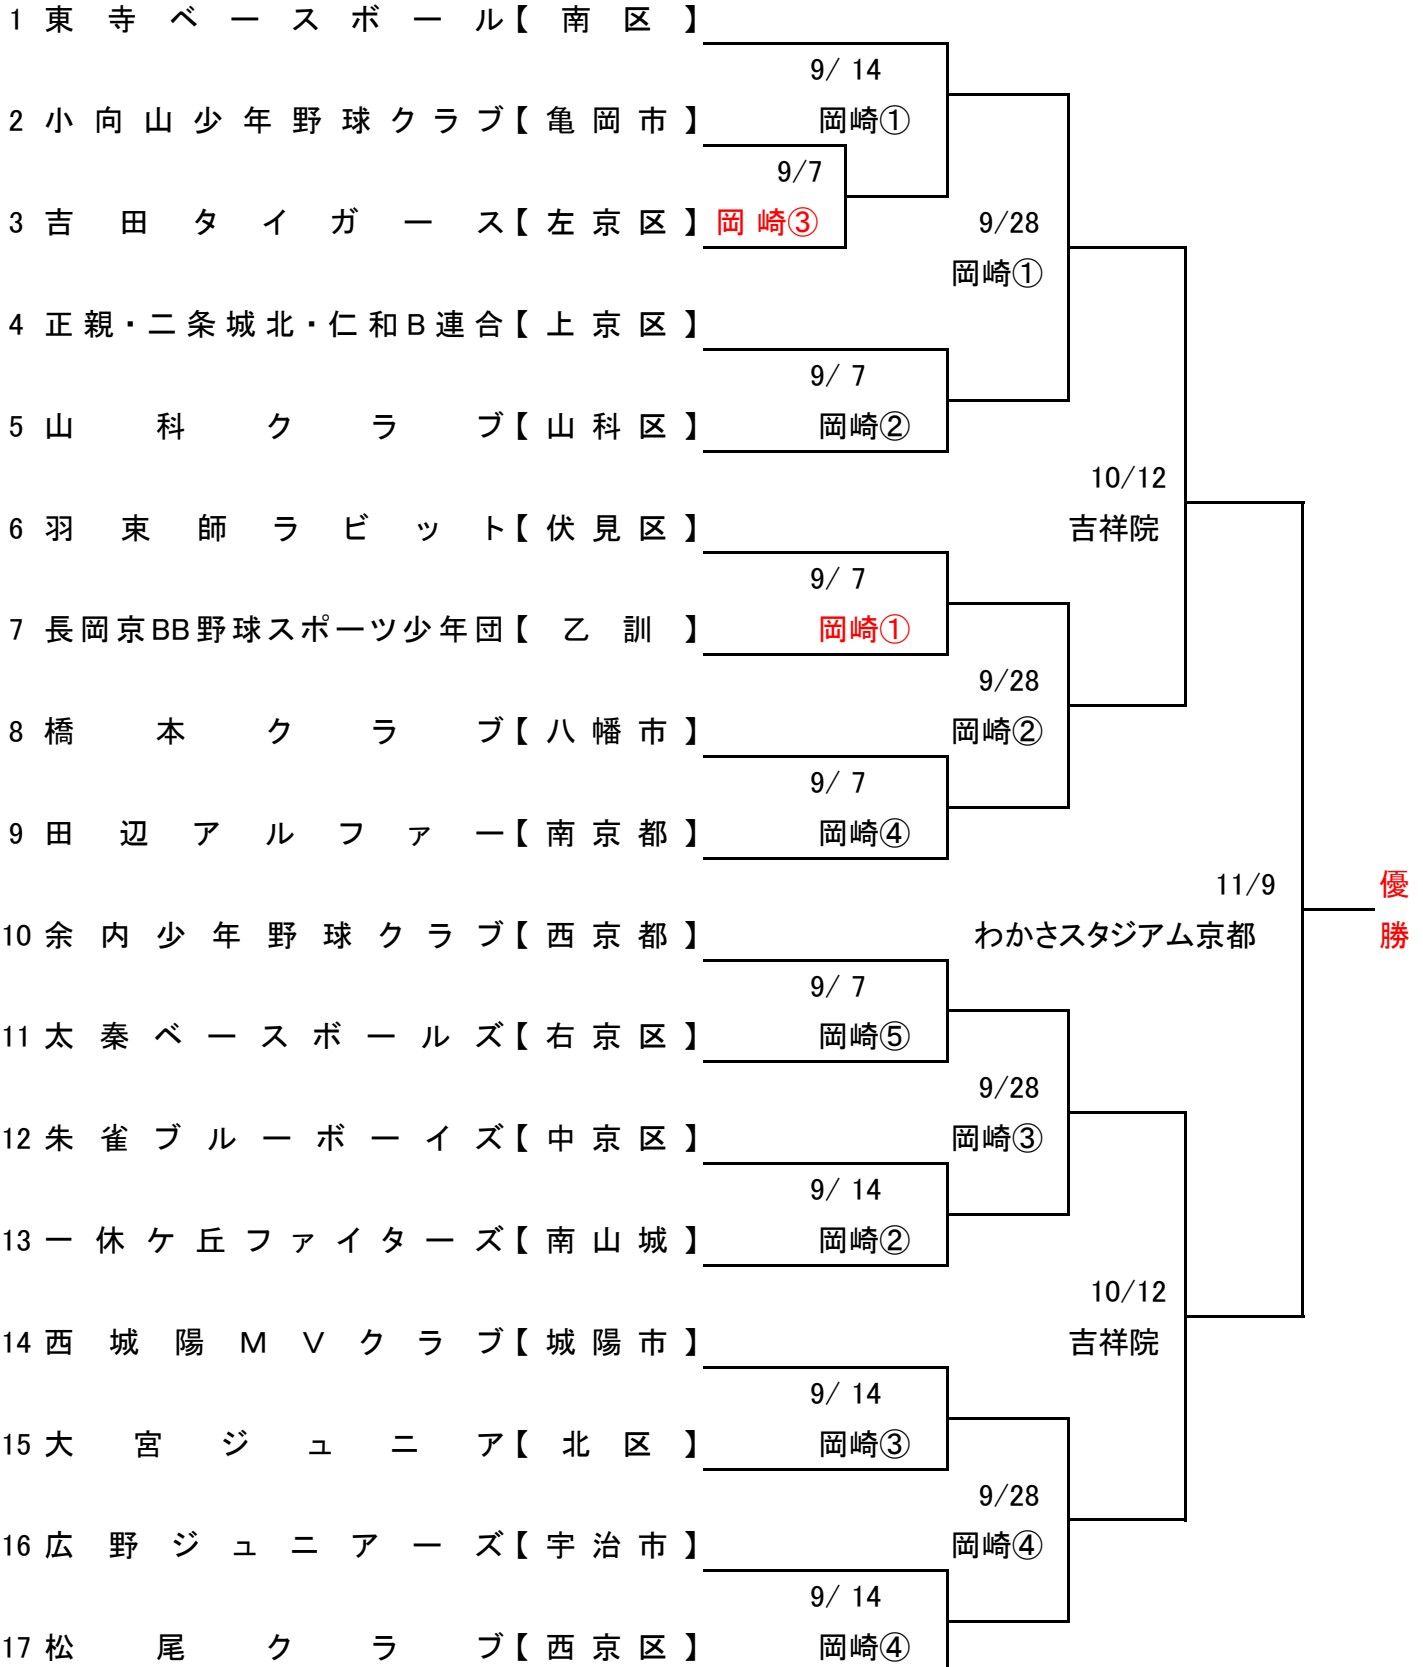 1 東寺ベースボール【 南区 】
9/ 14
2 小向山少年野球クラブ【 亀岡市 】 岡崎①
9/7
3 吉田タイガース【 左京区 】 岡崎③ 9/28
岡崎①
4 正親・二条城北・仁和B連合【 上京区 】
9/ 7
5 山科クラブ【 山科区 】 岡崎②
10/12
6 羽束師ラビット【 伏見区 】 吉祥院
9/ 7
7 長岡京BB野球スポーツ少年団【 乙訓 】 岡崎①
9/28
8 橋本クラブ【 八幡市 】 岡崎②
9/ 7
9 田辺アルファー【 南京都 】 岡崎④
11/9 優
10 余内少年野球クラブ【 西京都 】 わかさスタジアム京都 勝
9/ 7
11 太秦ベースボールズ【 右京区 】 岡崎⑤
9/28
12 朱雀ブルーボーイズ【 中京区 】 岡崎③
9/ 14
13 一休ケ丘ファイターズ【 南山城 】 岡崎②
10/12
14 西城陽MVクラブ【 城陽市 】 吉祥院
9/ 14
15 大宮ジュニア【 北区 】 岡崎③
9/28
16 広野ジュニアーズ【 宇治市 】 岡崎④
9/ 14
17 松尾クラブ【 西京区 】 岡崎④